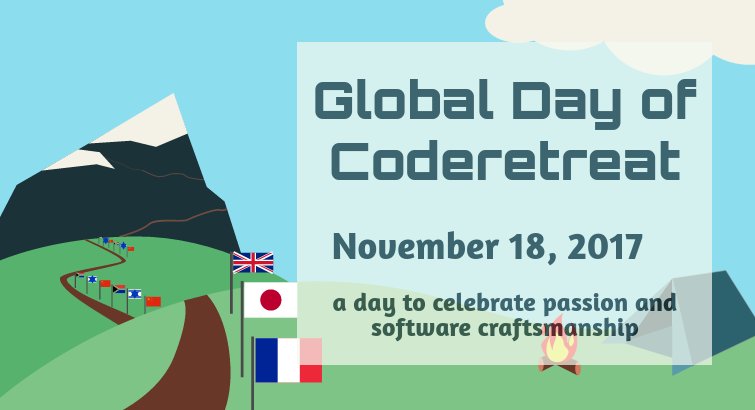 Global Day of
Coderetreat
November 18, 2017
a day to celebrate passion and
software craftsmanship